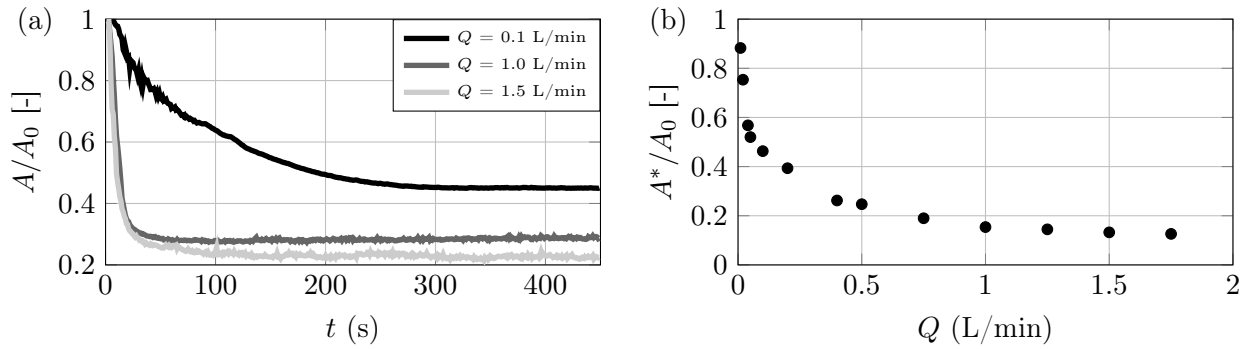 (a)
1
0.8
0.6
0.4
0.2
A/A₀ [-]
0
100
200
300
400
t (s)
Q = 0.1 L/min
Q = 1.0 L/min
Q = 1.5 L/min
(b)
1
0.8
0.6
0.4
0.2
0
A*/A₀ [-]
0
0.5
1
1.5
2
Q (L/min)